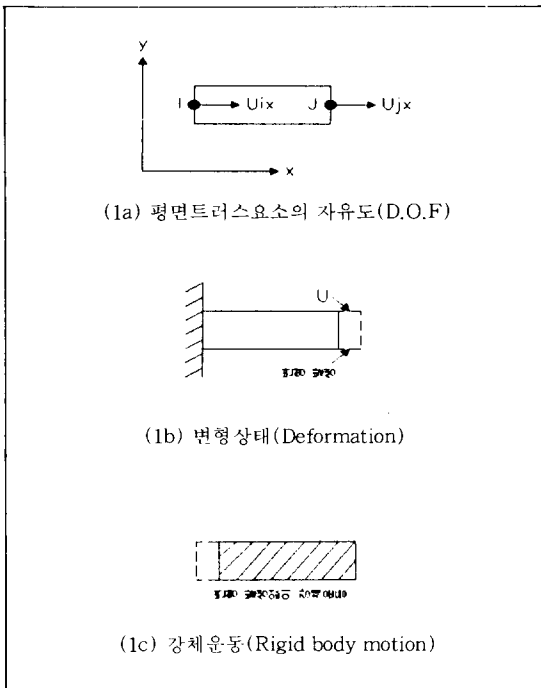 y
I Uix J Ujx
x
(1a) 평면트러스요소의 자유도(D.O.F)
U
(1b) 변형상태(Deformation)
(1c) 강체운동(Rigid body motion)